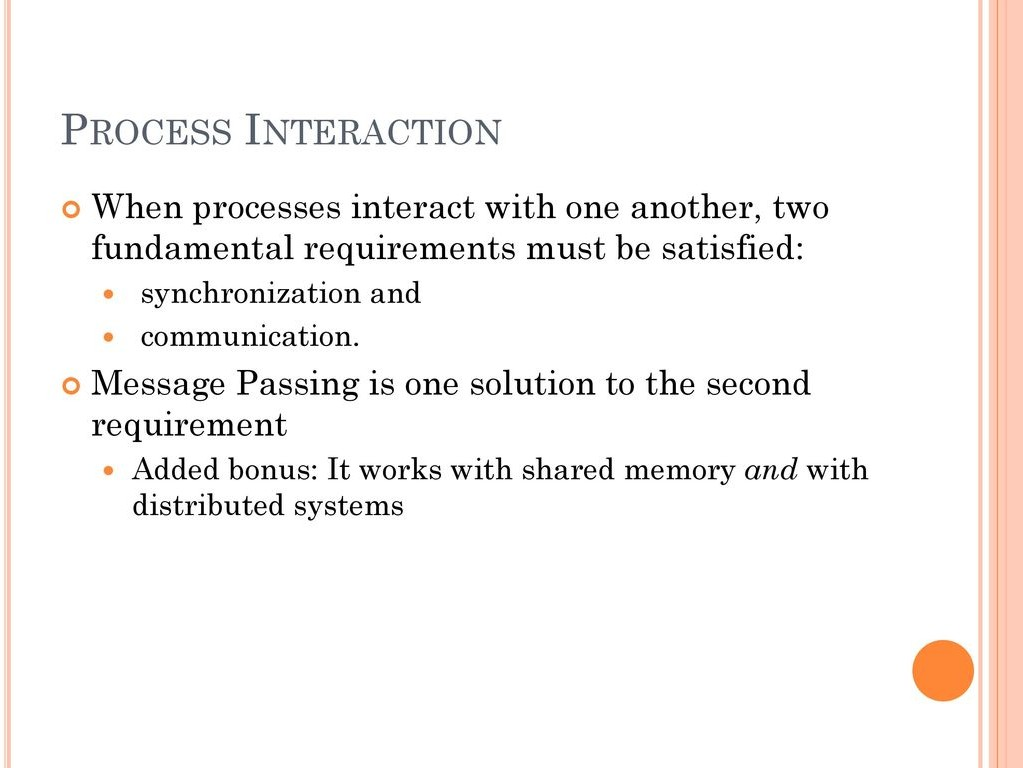 PROCESS INTERACTION
When processes interact with one another, two
fundamental requirements must be satisfied:
synchronization and
communication.
Message Passing is one solution to the second
requirement
Added bonus: It works with shared memory and with
distributed systems